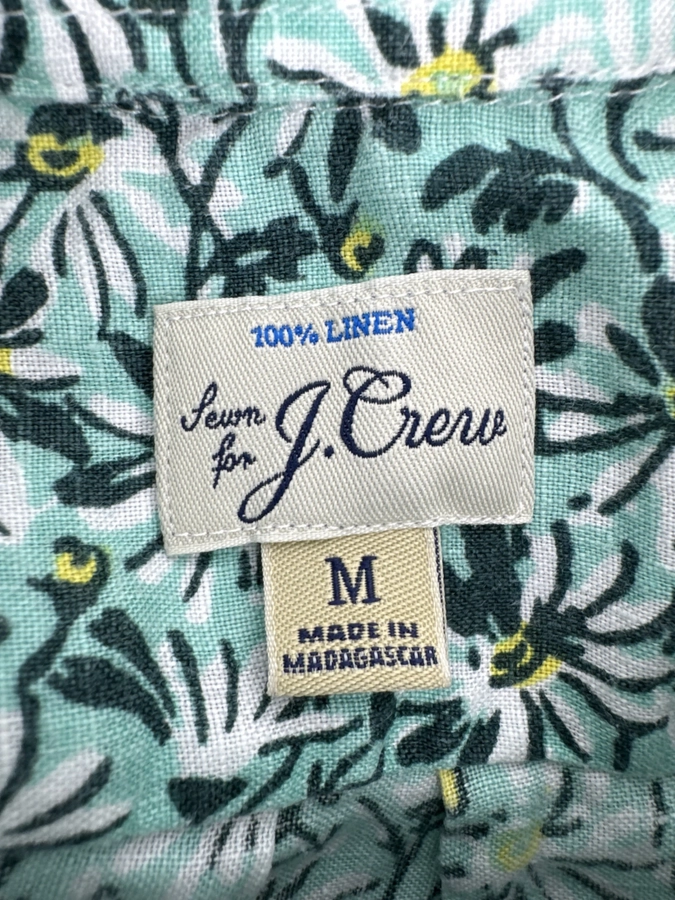 100% LINEN
Sewn
for J.Crew
M
MADE IN
MADAGASCAR